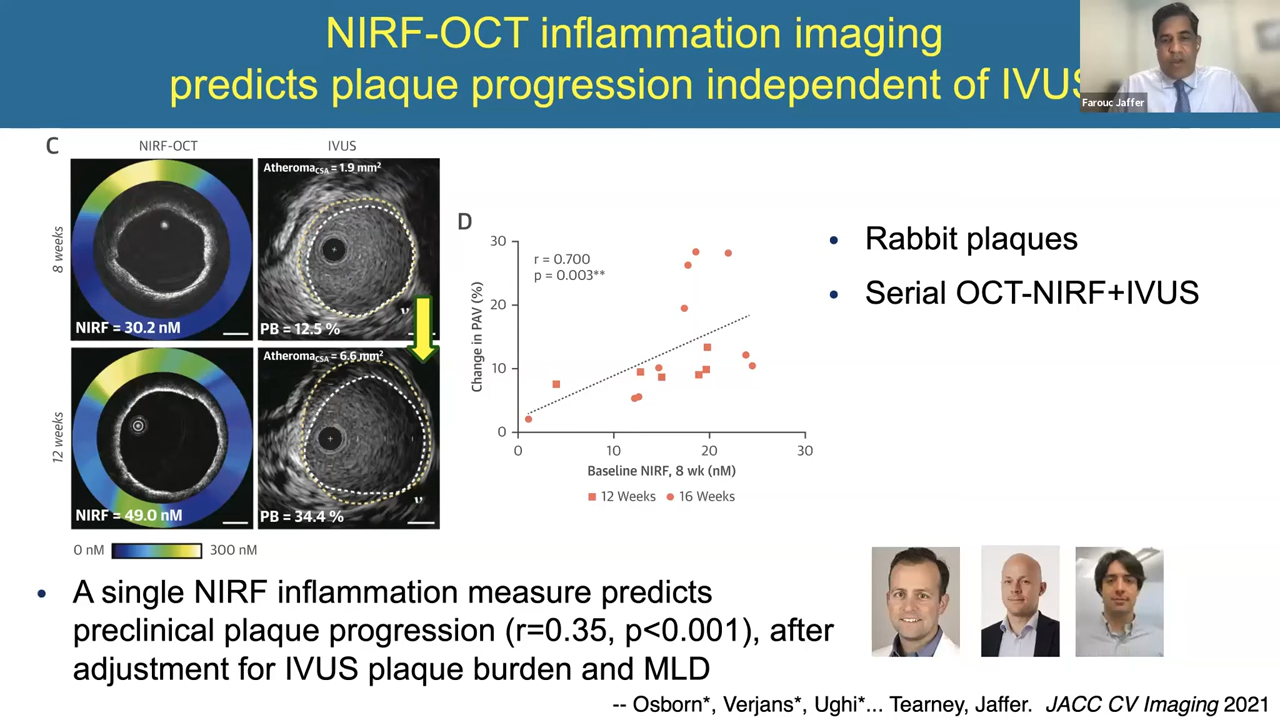 NIRF-OCT inflammation imaging
predicts plaque progression independent of IVUS
Farouc Jaffer
C
NIRF-OCT
IVUS
8 weeks
AtheromaCSA = 1.9 mm²
NIRF = 30.2 nM
PB = 12.5 %
12 weeks
AtheromaCSA = 6.6 mm²
NIRF = 49.0 nM
PB = 34.4 %
0 nM
300 nM
D
r = 0.700
p = 0.003**
Change in PAV (%)
30
20
10
0
0
10
20
30
Baseline NIRF, 8 wk (nM)
12 Weeks
16 Weeks
• Rabbit plaques
• Serial OCT-NIRF+IVUS
• A single NIRF inflammation measure predicts
preclinical plaque progression (r=0.35, p<0.001), after
adjustment for IVUS plaque burden and MLD
-- Osborn*, Verjans*, Ughi*... Tearney, Jaffer. JACC CV Imaging 2021